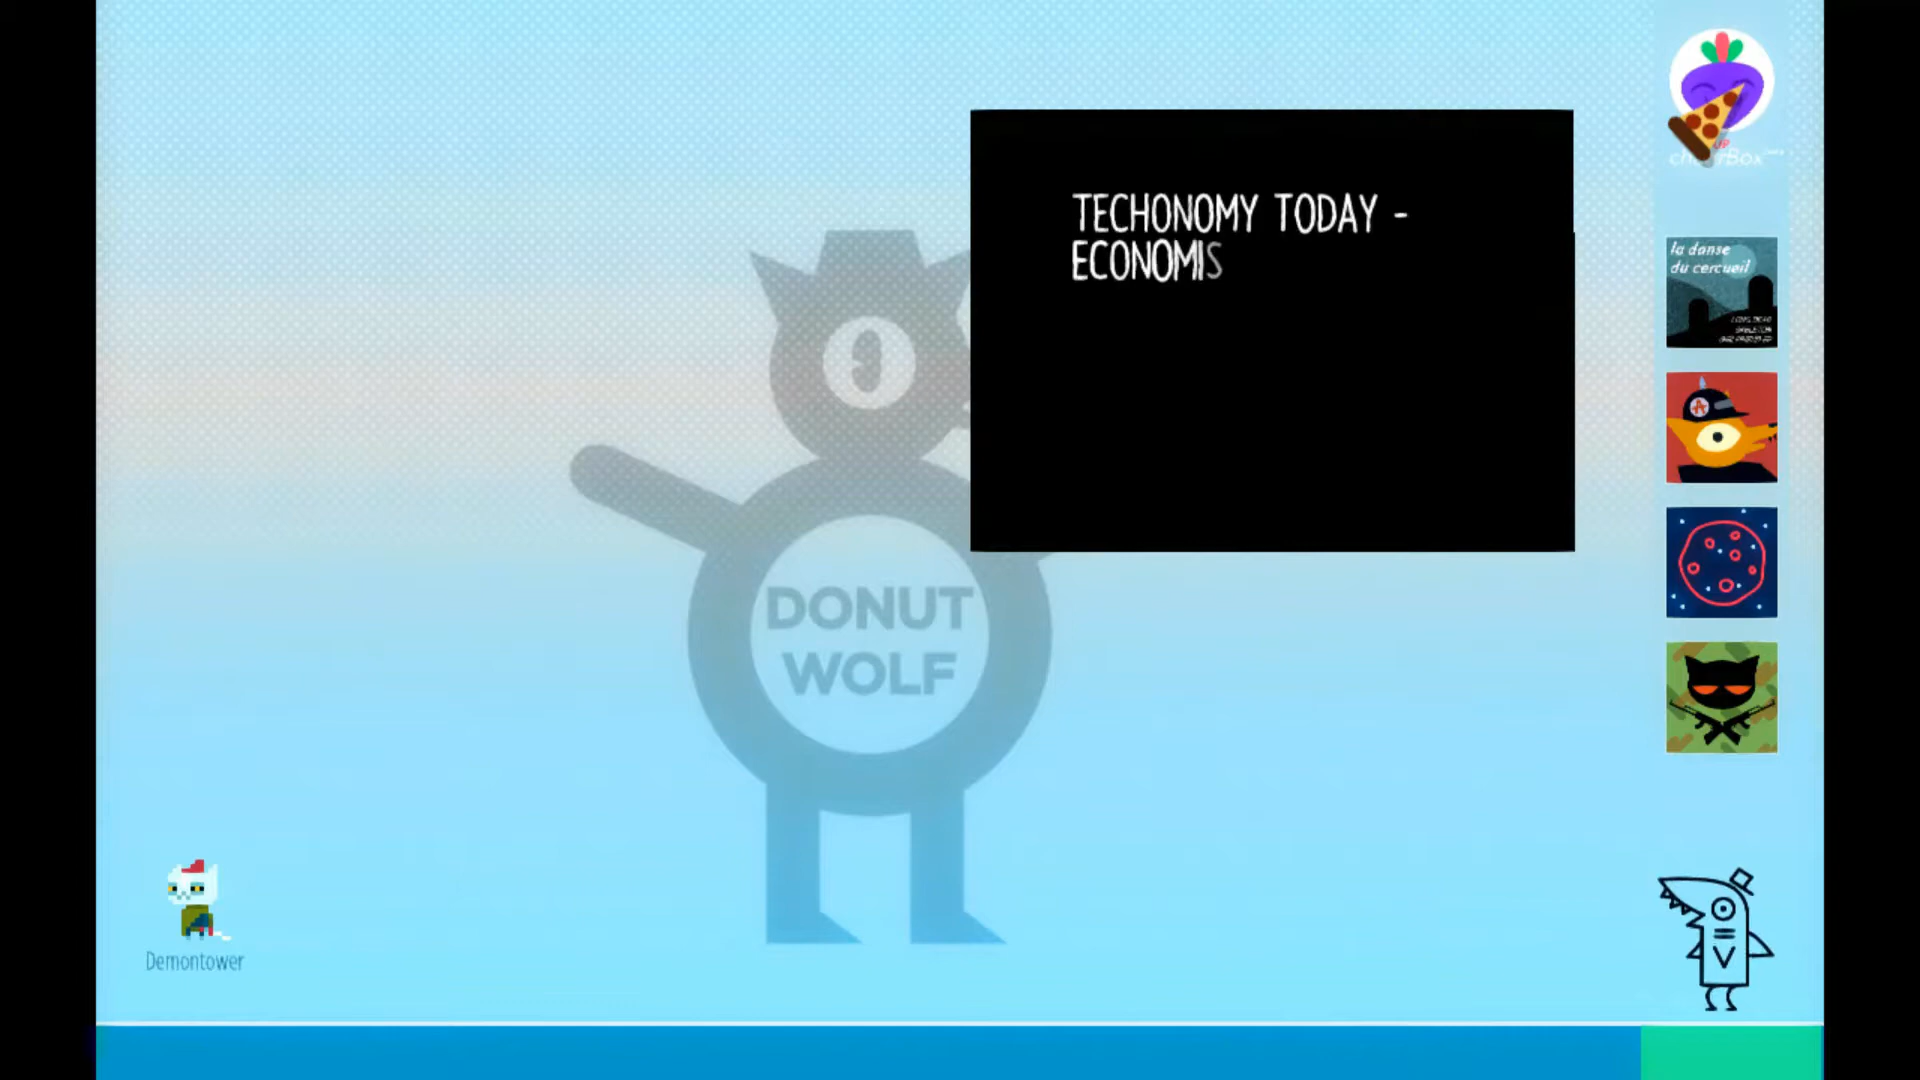 TECHONOMY TODAY -
ECONOMIS
la danse
du cercueil
DONUT
WOLF
Demontower